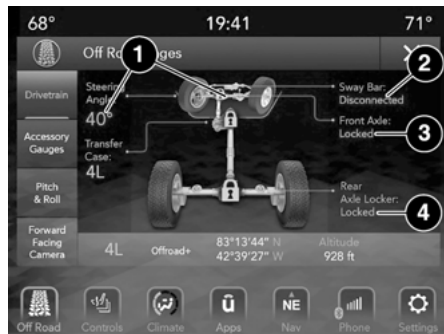 68°
19:41
71°
Off Ro
ges
1
2
3
4
Drivetrain
Accessory
Gauges
Pitch
& Roll
Forward
Facing
Camera
Steering
Angle
40°
Transfer
Case:
4L
Sway Bar:
Disconnected
Front Axle:
Locked
Rear
Axle Locker:
Locked
4L
Offroad+
83°13'44" N
42°39'27" W
Altitude
928 ft
û
NE
Off Road
Controls
Climate
Apps
Nav
Phone
Settings